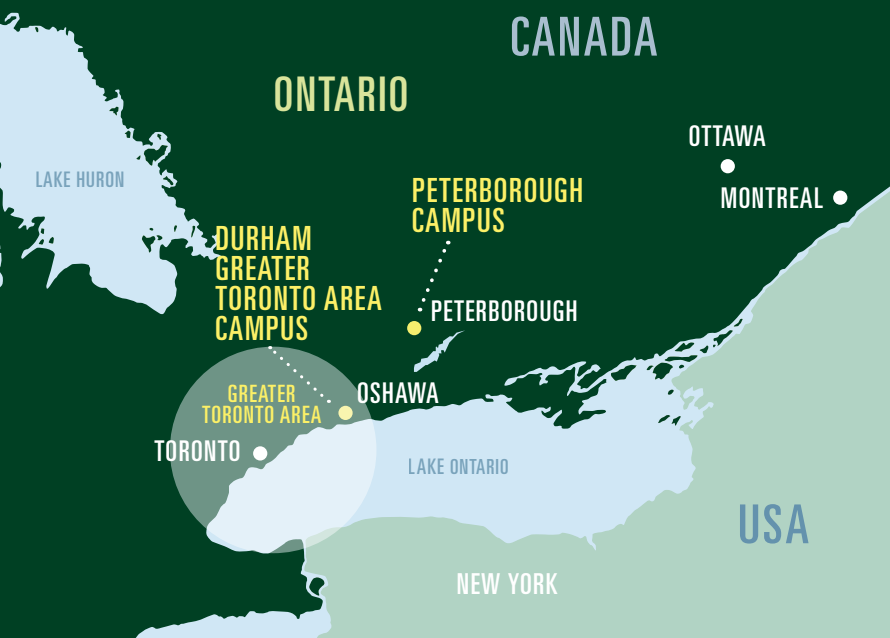 CANADA
ONTARIO
OTTAWA
LAKE HURON
PETERBOROUGH
CAMPUS
MONTREAL
DURHAM
GREATER
TORONTO AREA
CAMPUS
PETERBOROUGH
GREATER
TORONTO AREA
OSHAWA
TORONTO
LAKE ONTARIO
USA
NEW YORK